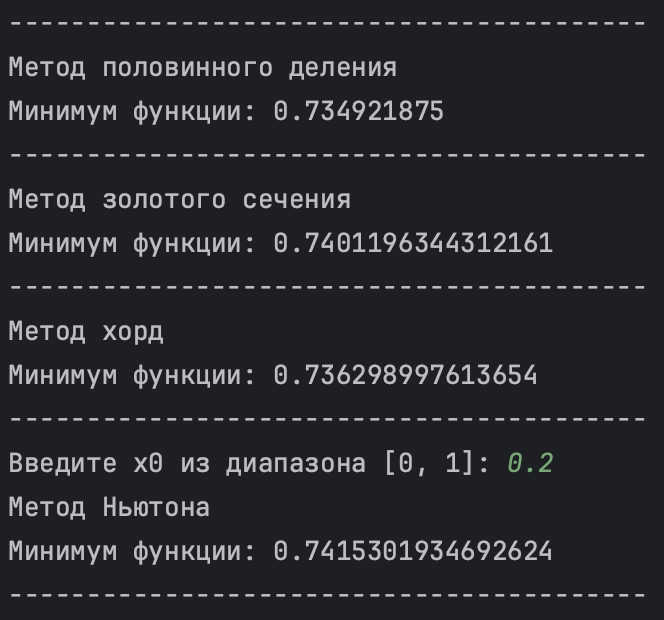 -----------------------------------------
Метод половинного деления
Минимум функции: 0.734921875
-----------------------------------------
Метод золотого сечения
Минимум функции: 0.7401196344312161
-----------------------------------------
Метод хорд
Минимум функции: 0.736298997613654
-----------------------------------------
Введите x0 из диапазона [0, 1]: 0.2
Метод Ньютона
Минимум функции: 0.7415301934692624
-----------------------------------------